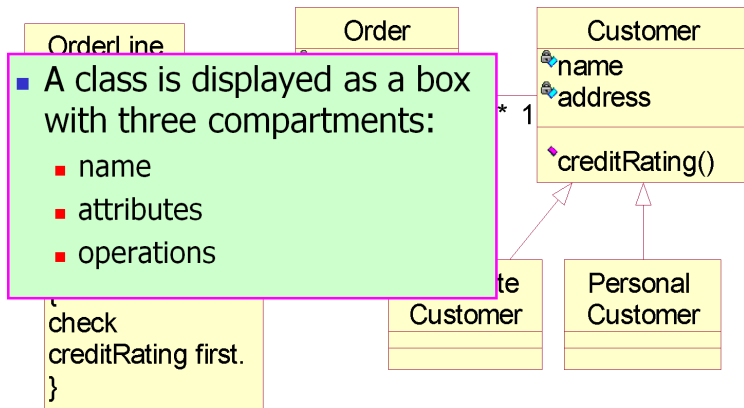 OrderLine
Order
Customer
name
address
* 1
creditRating()
A class is displayed as a box
with three compartments:
name
attributes
operations
{
check
creditRating first.
}
Customer
Personal
Customer